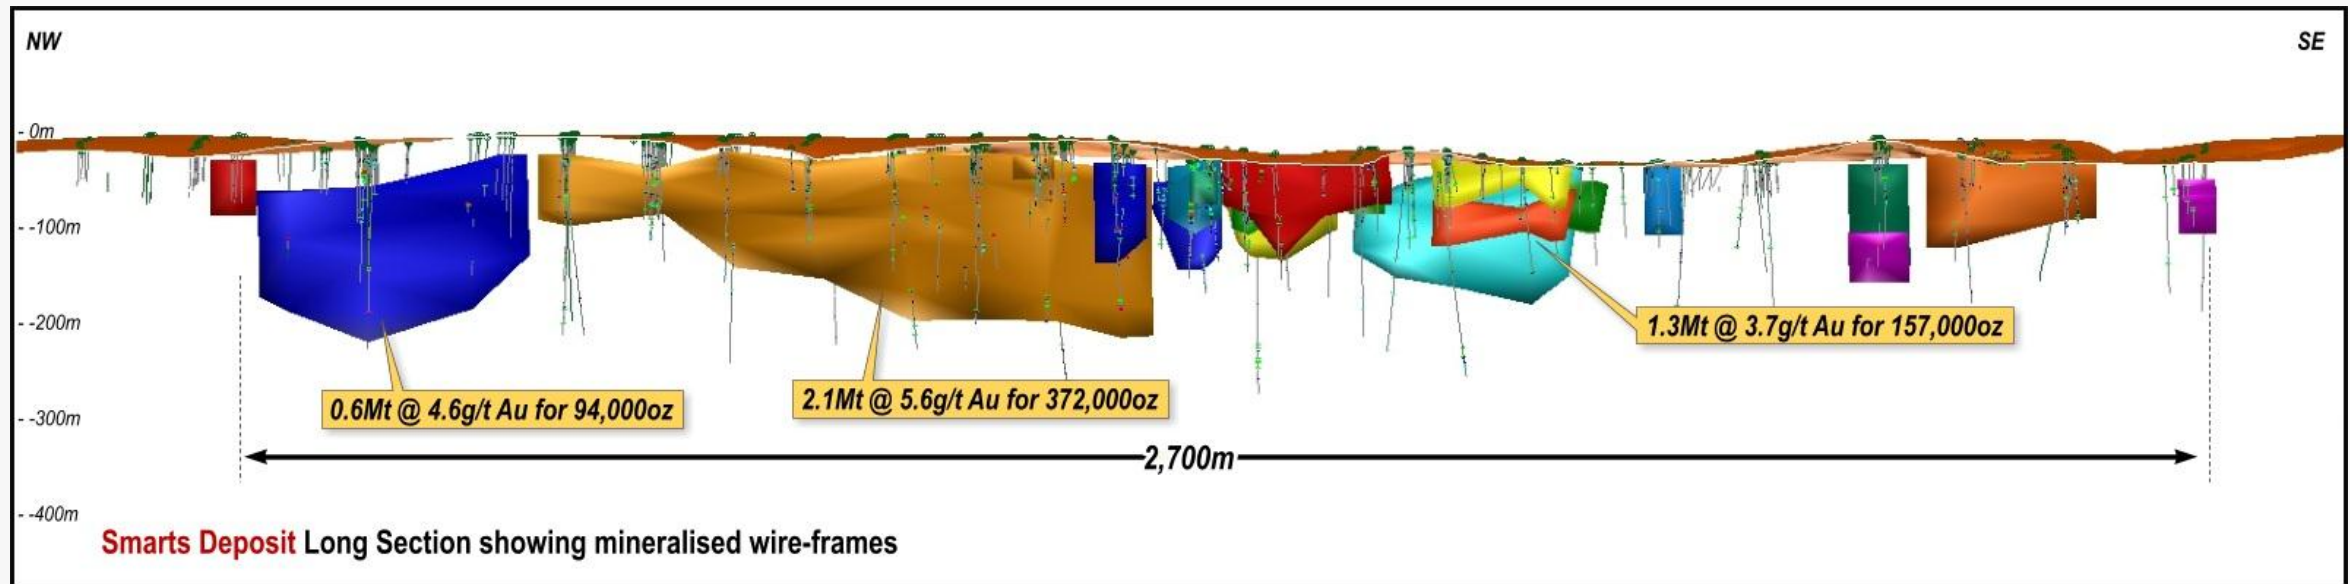 NW
SE
- 0m
- -100m
- -200m
- -300m
- -400m
0.6Mt @ 4.6g/t Au for 94,000oz
2.1Mt @ 5.6g/t Au for 372,000oz
1.3Mt @ 3.7g/t Au for 157,000oz
2,700m
Smarts Deposit Long Section showing mineralised wire-frames